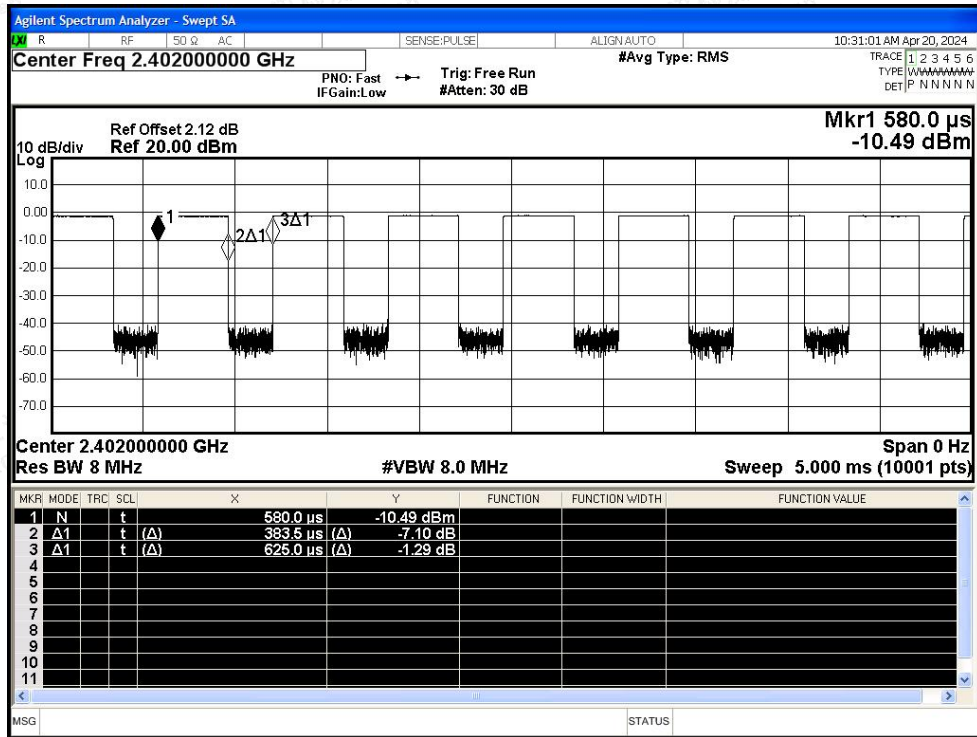 Agilent Spectrum Analyzer - Swept SA
LXI R RF 50 Ω AC SENSE:PULSE ALIGN AUTO 10:31:01 AM Apr 20, 2024
Center Freq 2.402000000 GHz #Avg Type: RMS TRACE 1 2 3 4 5 6
PNO: Fast Trig: Free Run TYPE WWWWWW
IFGain:Low #Atten: 30 dB DET P N N N N N
Mkr1 580.0 µs
Ref Offset 2.12 dB
10 dB/div Ref 20.00 dBm -10.49 dBm
Log
10.0
0.00
1
2Δ1
3Δ1
-10.0
-20.0
-30.0
-40.0
-50.0
-60.0
-70.0
Center 2.402000000 GHz Span 0 Hz
Res BW 8 MHz #VBW 8.0 MHz Sweep 5.000 ms (10001 pts)
MKR MODE TRC SCL X Y FUNCTION FUNCTION WIDTH FUNCTION VALUE
1 N t 580.0 µs -10.49 dBm
2 Δ1 t (Δ) 383.5 µs (Δ) -7.10 dB
3 Δ1 t (Δ) 625.0 µs (Δ) -1.29 dB
4
5
6
7
8
9
10
11
MSG STATUS